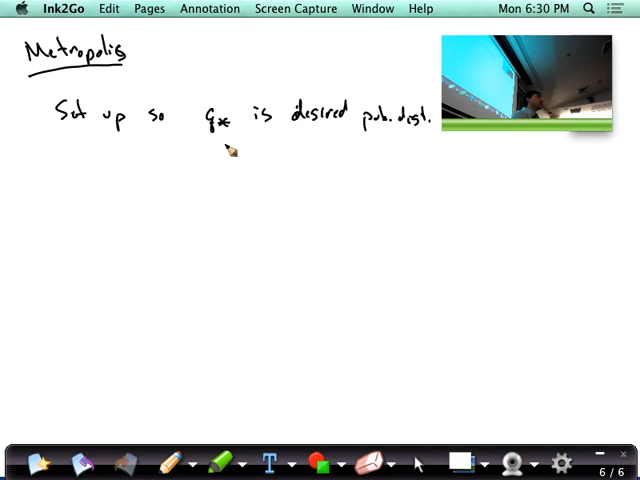 Ink2Go Edit Pages Annotation Screen Capture Window Help Mon 6:30 PM
Metropolis
Set up so q* is desired prob. dist.
6 / 6